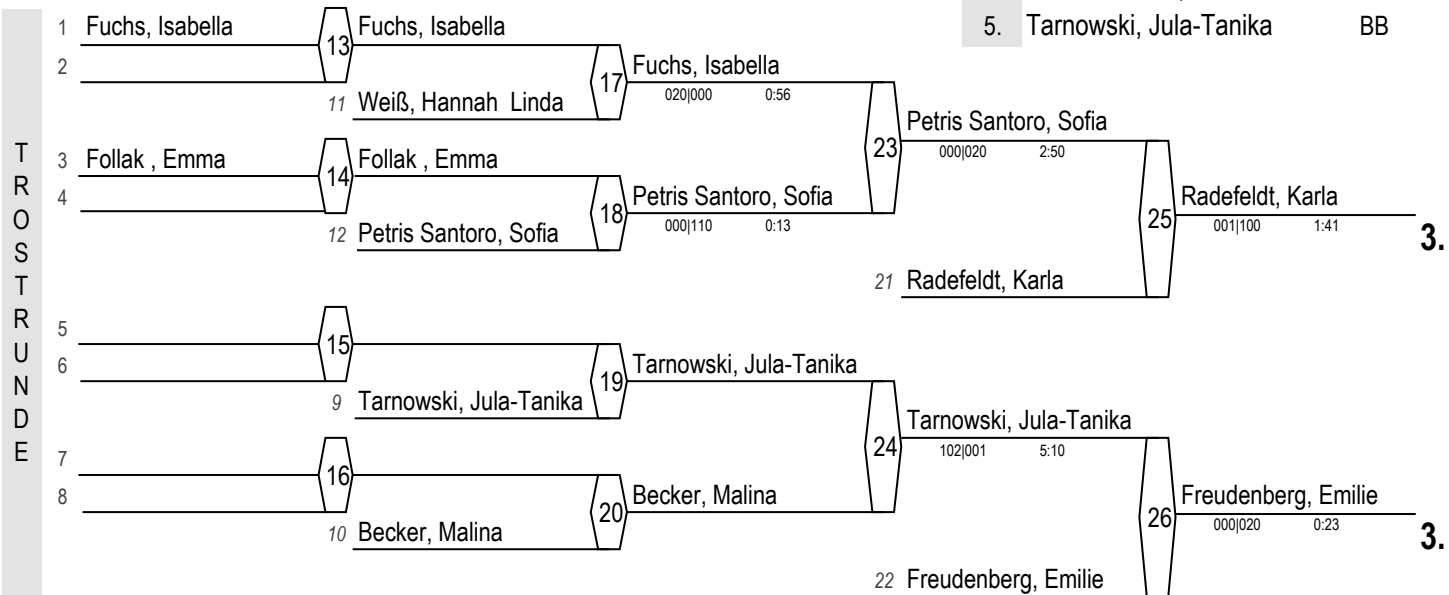 5. Tarnowski, Jula-Tanika BB
TROSTRUNDE
1 Fuchs, Isabella
2
13 Fuchs, Isabella
11 Weiß, Hannah Linda
17 Fuchs, Isabella
020|000 0:56
3 Follak , Emma
4
14 Follak , Emma
12 Petris Santoro, Sofia
18 Petris Santoro, Sofia
000|110 0:13
23 Petris Santoro, Sofia
000|020 2:50
21 Radefeldt, Karla
25 Radefeldt, Karla
001|100 1:41
3.
5
6
15
9 Tarnowski, Jula-Tanika
19 Tarnowski, Jula-Tanika
7
8
16
10 Becker, Malina
20 Becker, Malina
24 Tarnowski, Jula-Tanika
102|001 5:10
22 Freudenberg, Emilie
26 Freudenberg, Emilie
000|020 0:23
3.